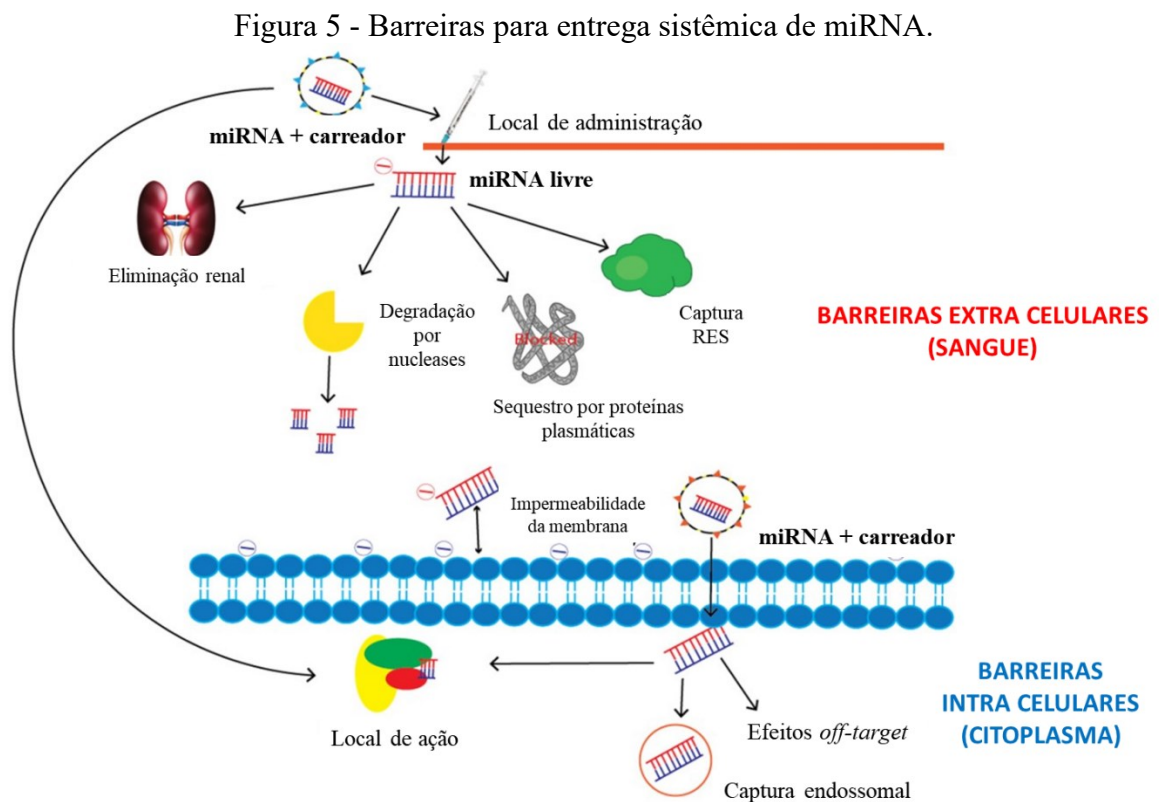 Figura 5 - Barreiras para entrega sistêmica de miRNA.
miRNA + carreador
Local de administração
miRNA livre
Eliminação renal
Degradação
por
nucleases
Blocked
Captura
RES
BARREIRAS EXTRA CELULARES
(SANGUE)
Sequestro por proteínas
plasmáticas
Impermeabilidade
da membrana
miRNA + carreador
Local de ação
Efeitos off-target
Captura endossomal
BARREIRAS
INTRA CELULARES
(CITOPLASMA)